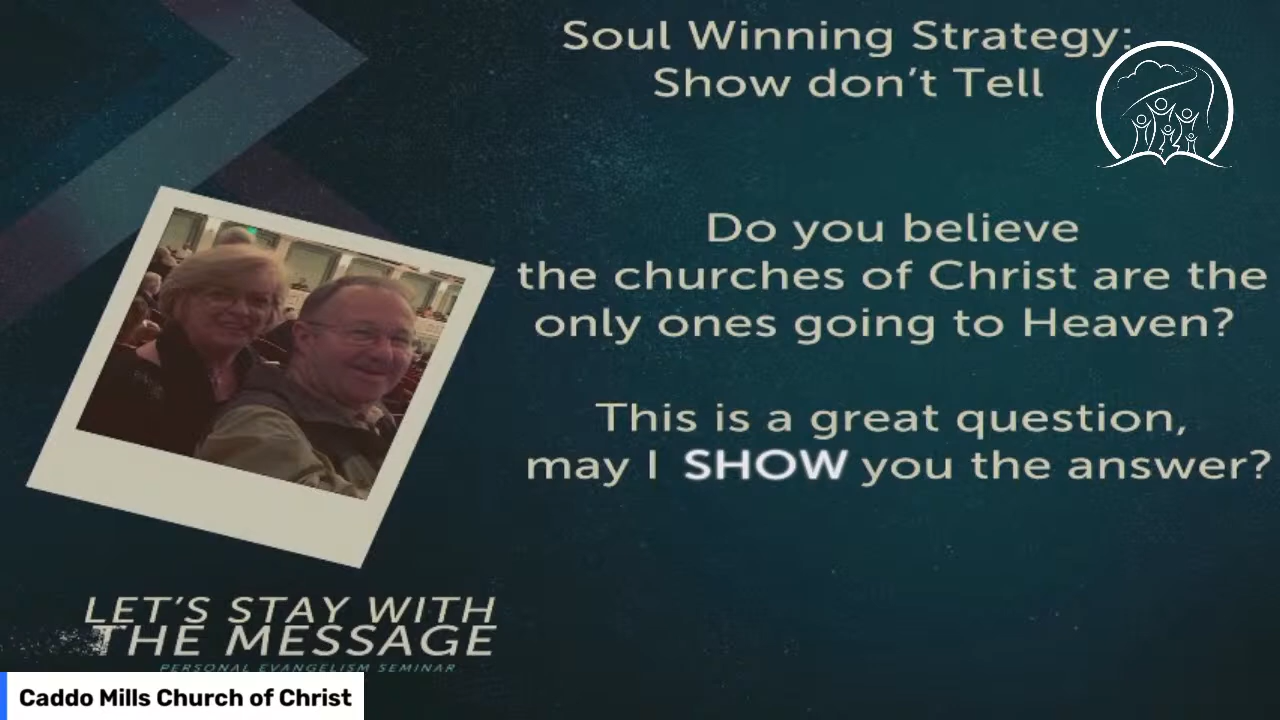 Soul Winning Strategy:
Show don't Tell
Do you believe
the churches of Christ are the
only ones going to Heaven?
This is a great question,
may I SHOW you the answer?
LET'S STAY WITH
THE MESSAGE
PERSONAL EVANGELISM SEMINAR
Caddo Mills Church of Christ